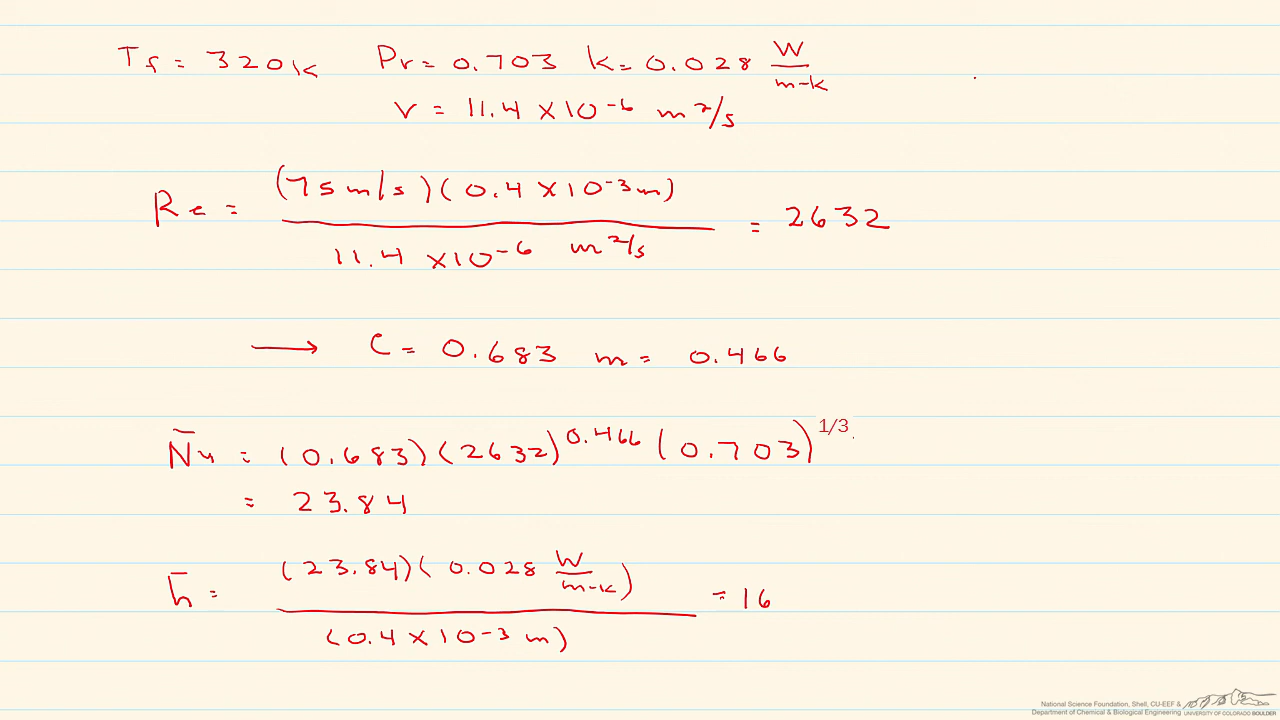 Tf = 320K Pr = 0.703 k = 0.028 W/m-k
ν = 11.4 × 10^-6 m^2/s
Re = (75 m/s)(0.4 × 10^-3 m) / 11.4 × 10^-6 m^2/s = 2632
→ C = 0.683 m = 0.466
N̄u = (0.683)(2632)^0.466 (0.703)^1/3
= 23.84
h̄ = (23.84)(0.028 W/m-k) / (0.4 × 10^-3 m) = 16
National Science Foundation, Shell, CU-EEF &
Department of Chemical & Biological Engineering UNIVERSITY OF COLORADO BOULDER